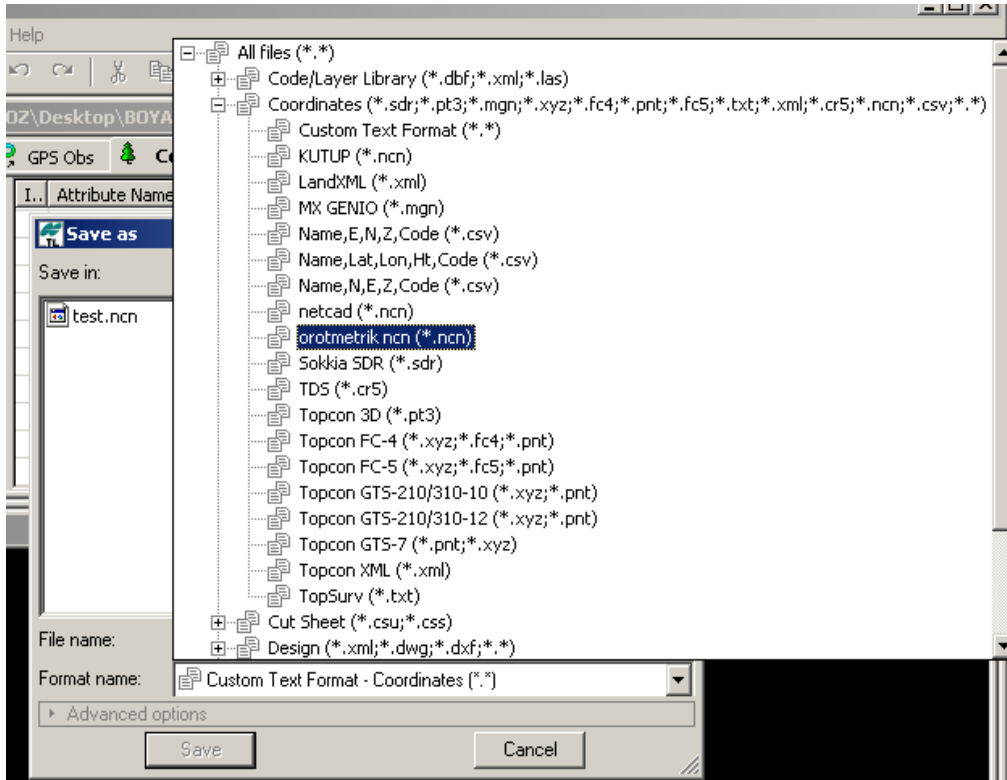 Help
All files (*.*)
Code/Layer Library (*.dbf;*.xml;*.las)
OZ\Desktop\BOYA
Coordinates (*.sdr;*.pt3;*.mgn;*.xyz;*.fc4;*.pnt;*.fc5;*.txt;*.xml;*.cr5;*.ncn;*.csv;*.*)
Custom Text Format (*.*)
GPS Obs
KUTUP (*.ncn)
LandXML (*.xml)
I.. Attribute Name
MX GENIO (*.mgn)
Save as
Name,E,N,Z,Code (*.csv)
Name,Lat,Lon,Ht,Code (*.csv)
Save in:
Name,N,E,Z,Code (*.csv)
test.ncn
netcad (*.ncn)
orotmetrik ncn (*.ncn)
Sokkia SDR (*.sdr)
TDS (*.cr5)
Topcon 3D (*.pt3)
Topcon FC-4 (*.xyz;*.fc4;*.pnt)
Topcon FC-5 (*.xyz;*.fc5;*.pnt)
Topcon GTS-210/310-10 (*.xyz;*.pnt)
Topcon GTS-210/310-12 (*.xyz;*.pnt)
Topcon GTS-7 (*.pnt;*.xyz)
Topcon XML (*.xml)
TopSurv (*.txt)
Cut Sheet (*.csu;*.css)
File name:
Design (*.xml;*.dwg;*.dxf;*.*)
Format name: Custom Text Format - Coordinates (*.*)
Advanced options
Save Cancel